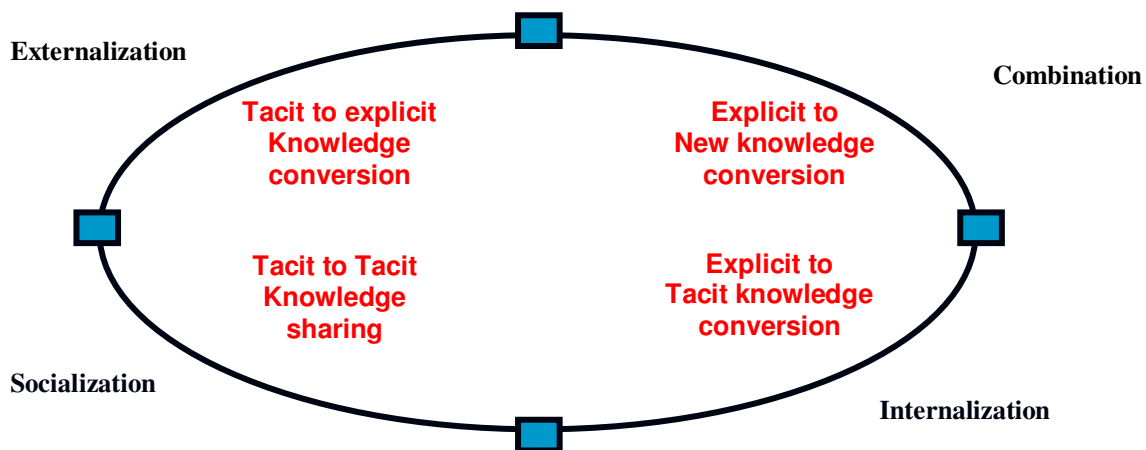 Externalization
Combination
Tacit to explicit
Knowledge
conversion
Explicit to
New knowledge
conversion
Tacit to Tacit
Knowledge
sharing
Explicit to
Tacit knowledge
conversion
Socialization
Internalization